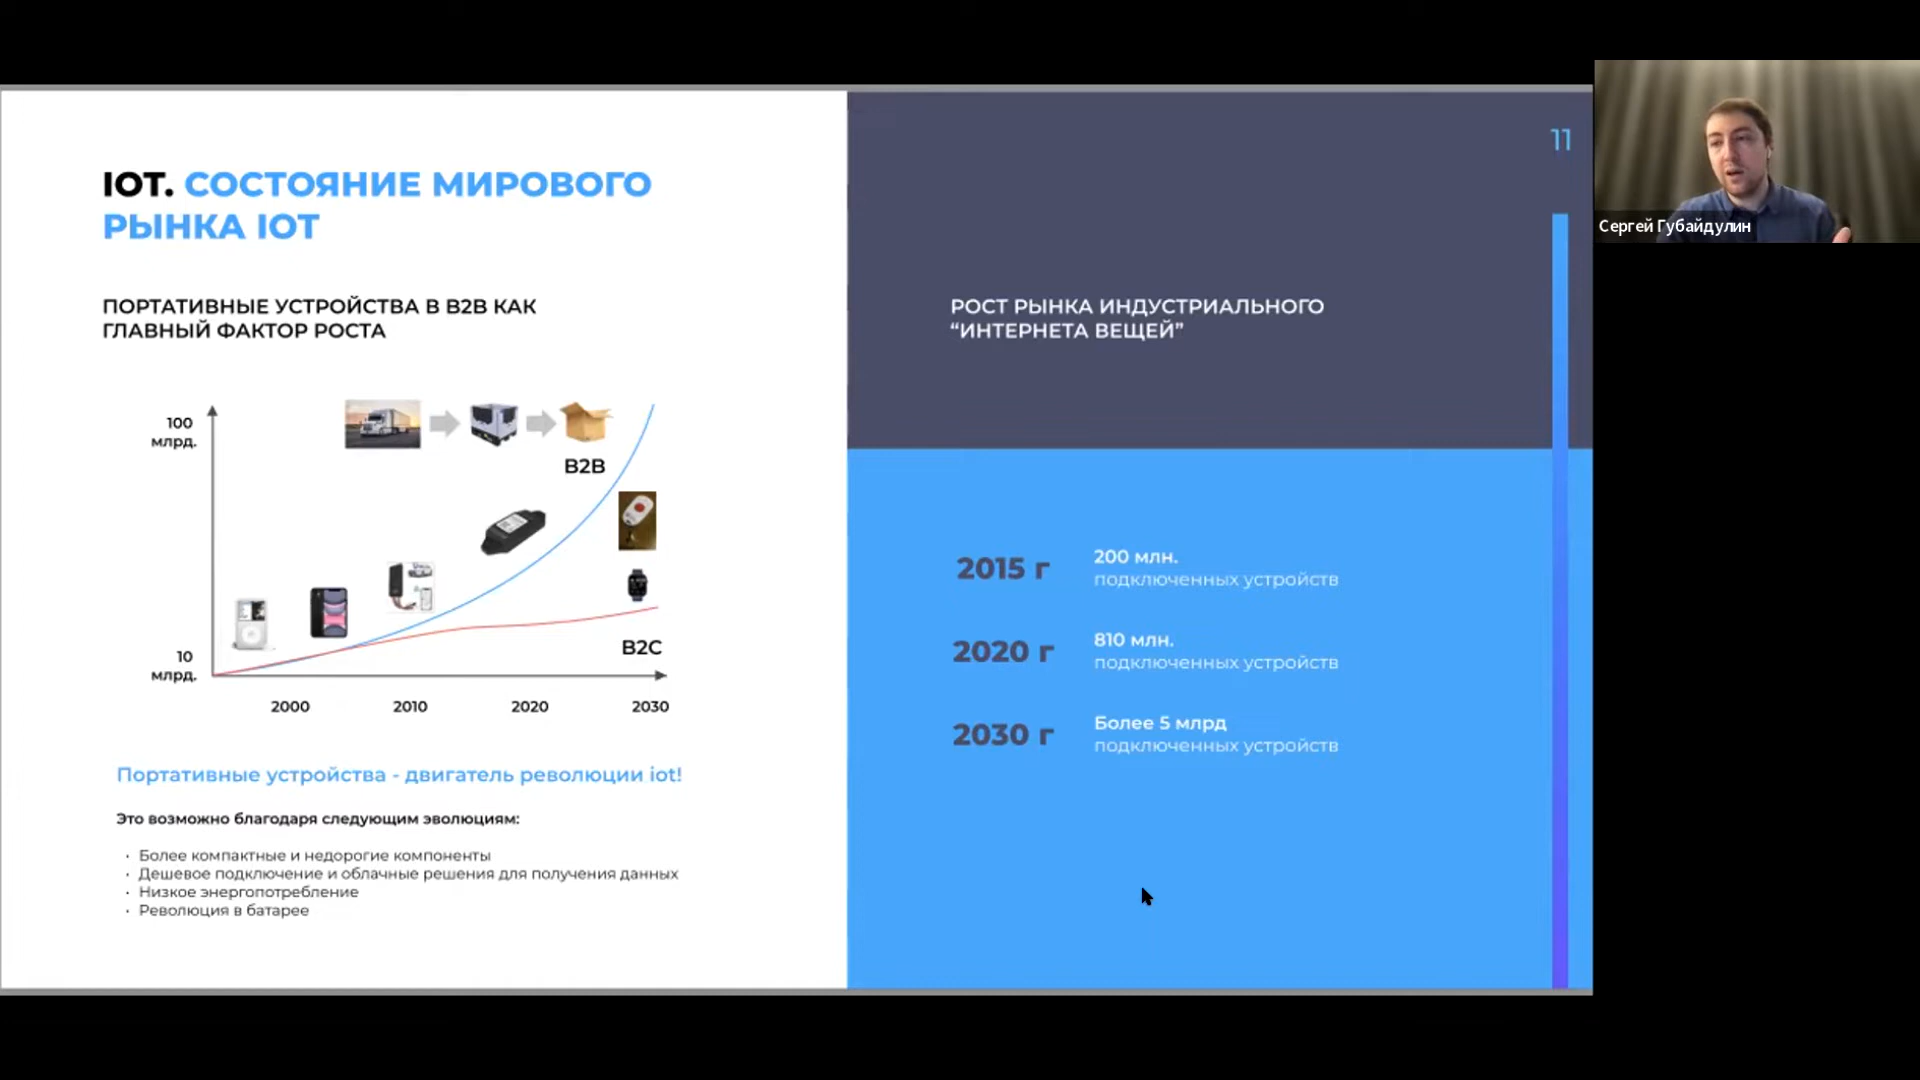 IOT. СОСТОЯНИЕ МИРОВОГО
РЫНКА IOT
ПОРТАТИВНЫЕ УСТРОЙСТВА В B2B КАК
ГЛАВНЫЙ ФАКТОР РОСТА
100
млрд.
B2B
10
млрд.
B2C
2000 2010 2020 2030
Портативные устройства - двигатель революции iot!
Это возможно благодаря следующим эволюциям:
· Более компактные и недорогие компоненты
· Дешевое подключение и облачные решения для получения данных
· Низкое энергопотребление
· Революция в батарее
11
РОСТ РЫНКА ИНДУСТРИАЛЬНОГО
“ИНТЕРНЕТА ВЕЩЕЙ”
2015 г
200 млн.
подключенных устройств
2020 г
810 млн.
подключенных устройств
2030 г
Более 5 млрд
подключенных устройств
Сергей Губайдулин